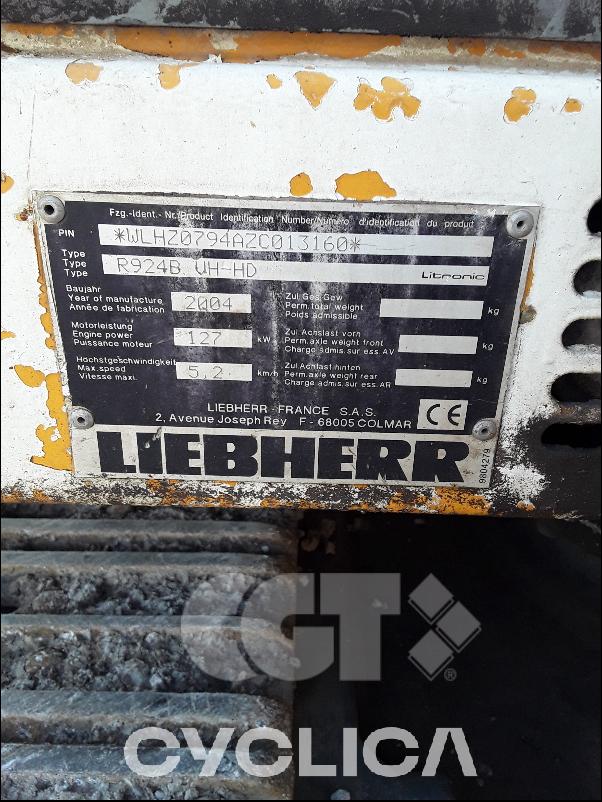 Fzg.-Ident.- Nr./Product Identification Number/Numéro d'identification du produit
PIN *WLHZ0794AZC013160*
Type
Type R924B WH-HD Litronic
Type
Baujahr
Year of manufacture 2004
Année de fabrication
Zul.Ges.Gew
Perm.total weight kg
Poids admissible
Motorleistung
Engine power 127 kW
Puissance moteur
Zul Achslast vorn
Perm.axle weight front kg
Charge admis.sur ess. AV
Höchstgeschwindigkeit
Max.speed 5,2 km/h
Vitesse maxi.
Zul.Achslast hinten
Perm.axle weight rear kg
Charge admis.sur ess. AR
LIEBHERR-FRANCE S.A.S.
2, Avenue Joseph Rey F-68005 COLMAR
CE
LIEBHERR
9004279
CGT®
CYCLICA